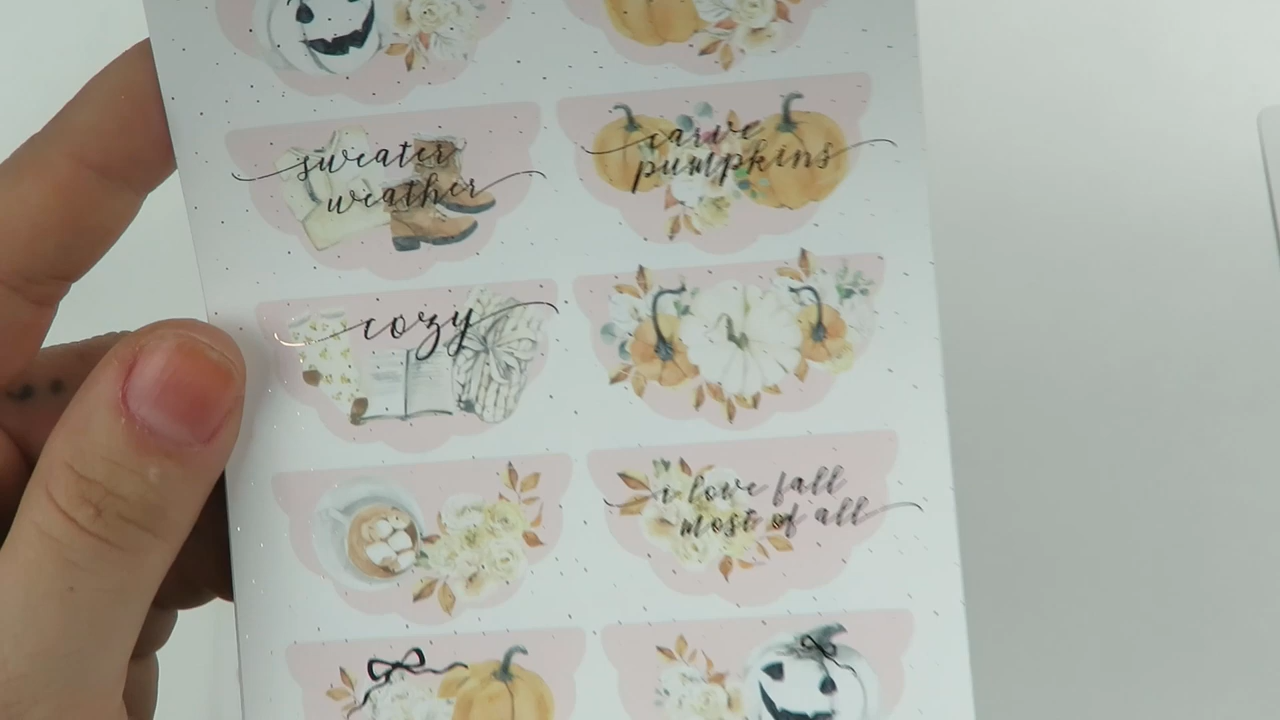 sweater
weather
carve
pumpkins
cozy
i love fall
most of all